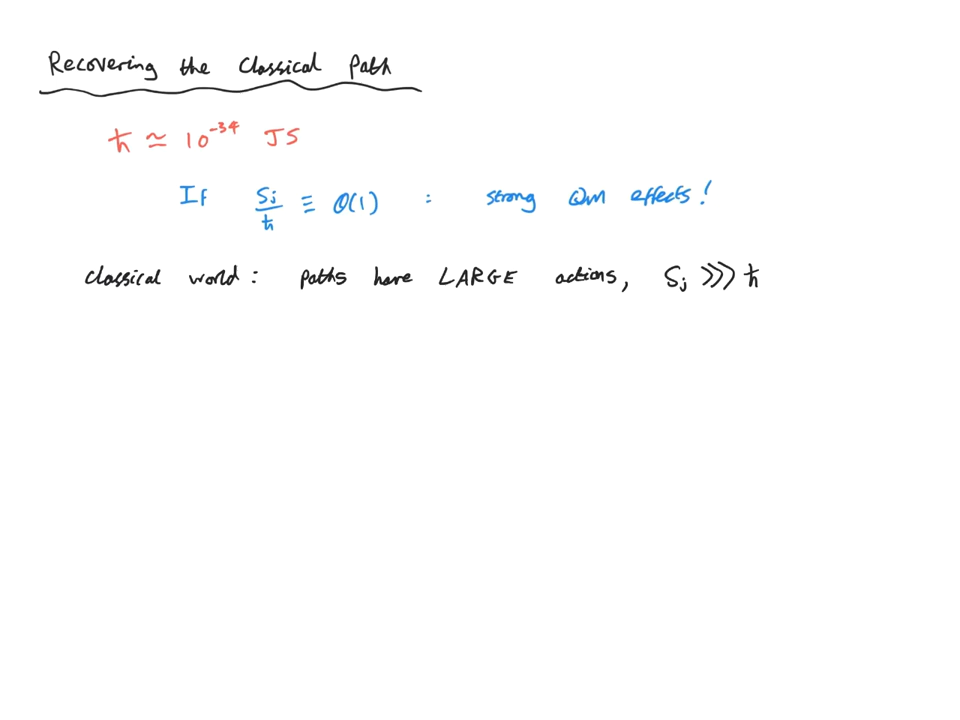 Recovering the Classical Path
ħ ≃ 10⁻³⁴ JS
If Sⱼ/ħ ≡ O(1) : strong QM effects!
Classical world: paths have LARGE actions, Sⱼ >>> ħ